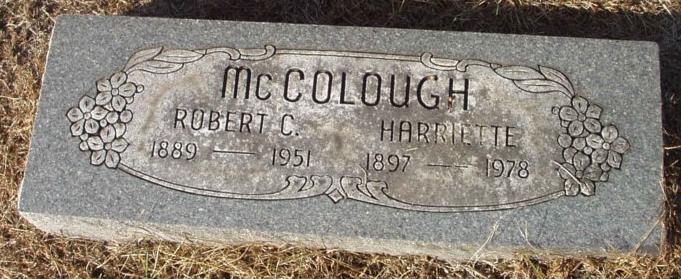 McCOLOUGH
ROBERT C. HARRIETTE
1889 — 1951 1897 — 1978